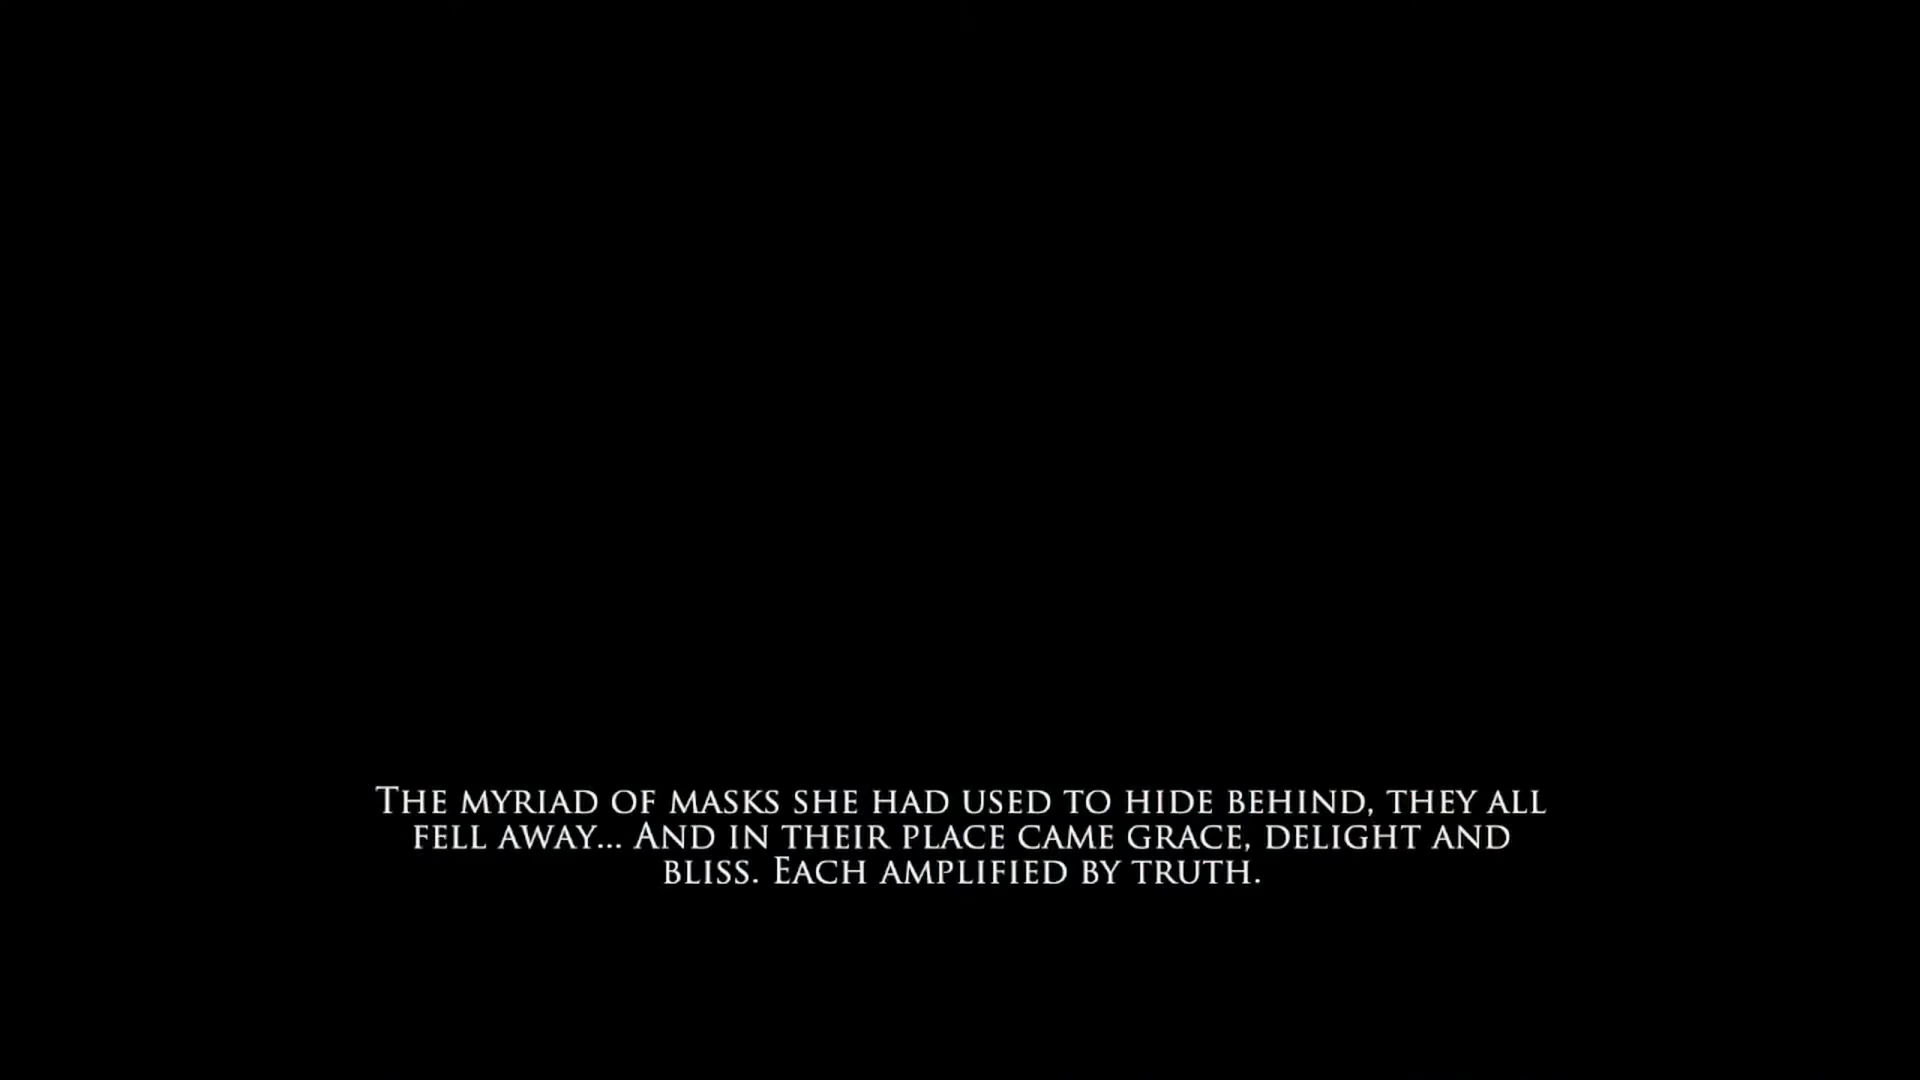 The myriad of masks she had used to hide behind, they all
fell away... And in their place came grace, delight and
bliss. Each amplified by truth.